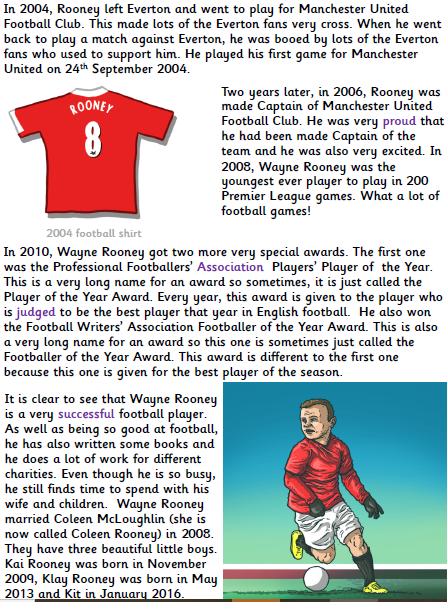 In 2004, Rooney left Everton and went to play for Manchester United
Football Club. This made lots of the Everton fans very cross. When he went
back to play a match against Everton, he was booed by lots of the Everton
fans who used to support him. He played his first game for Manchester
United on 24th September 2004.
ROONEY
8
2004 football shirt
Two years later, in 2006, Rooney was
made Captain of Manchester United
Football Club. He was very proud that
he had been made Captain of the
team and he was also very excited. In
2008, Wayne Rooney was the
youngest ever player to play in 200
Premier League games. What a lot of
football games!
In 2010, Wayne Rooney got two more very special awards. The first one
was the Professional Footballers’ Association Players’ Player of the Year.
This is a very long name for an award so sometimes, it is just called the
Player of the Year Award. Every year, this award is given to the player who
is judged to be the best player that year in English football. He also won
the Football Writers’ Association Footballer of the Year Award. This is also
a very long name for an award so this one is sometimes just called the
Footballer of the Year Award. This award is different to the first one
because this one is given for the best player of the season.
It is clear to see that Wayne Rooney
is a very successful football player.
As well as being so good at football,
he has also written some books and
he does a lot of work for different
charities. Even though he is so busy,
he still finds time to spend with his
wife and children. Wayne Rooney
married Coleen McLoughlin (she is
now called Coleen Rooney) in 2008.
They have three beautiful little boys.
Kai Rooney was born in November
2009, Klay Rooney was born in May
2013 and Kit in January 2016.